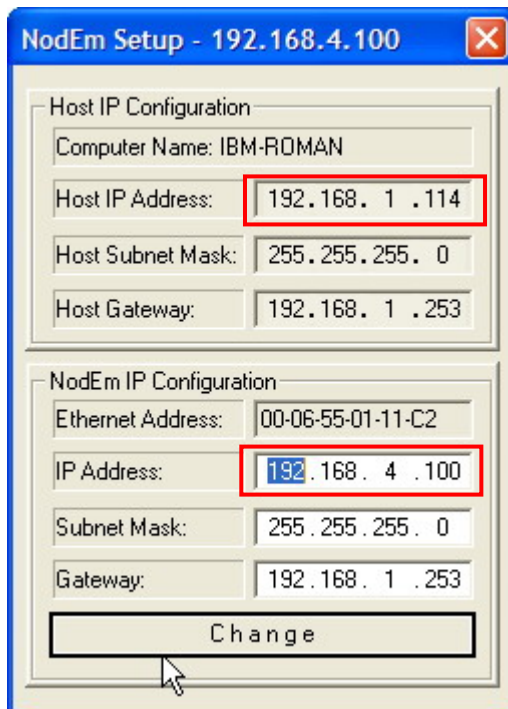 NodEm Setup - 192.168.4.100
Host IP Configuration
Computer Name: IBM-ROMAN
Host IP Address: 192.168. 1 .114
Host Subnet Mask: 255.255.255. 0
Host Gateway: 192.168. 1 .253
NodEm IP Configuration
Ethernet Address: 00-06-55-01-11-C2
IP Address: 192.168. 4 .100
Subnet Mask: 255.255.255. 0
Gateway: 192.168. 1 .253
Change